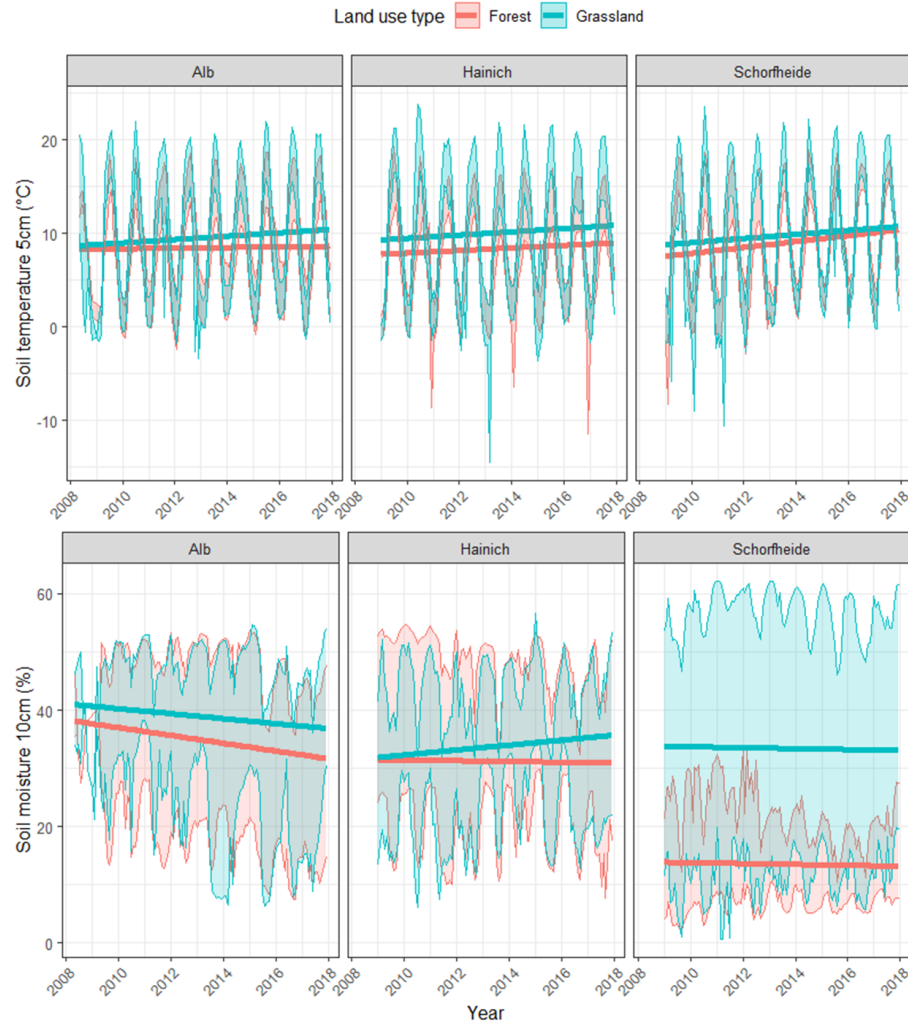 Land use type Forest Grassland
Alb Hainich Schorfheide
Soil temperature 5cm (°C)
20
10
0
-10
2008 2010 2012 2014 2016 2018 2008 2010 2012 2014 2016 2018 2008 2010 2012 2014 2016 2018
Alb Hainich Schorfheide
Soil moisture 10cm (%)
60
40
20
0
2008 2010 2012 2014 2016 2018 2008 2010 2012 2014 2016 2018 2008 2010 2012 2014 2016 2018
Year